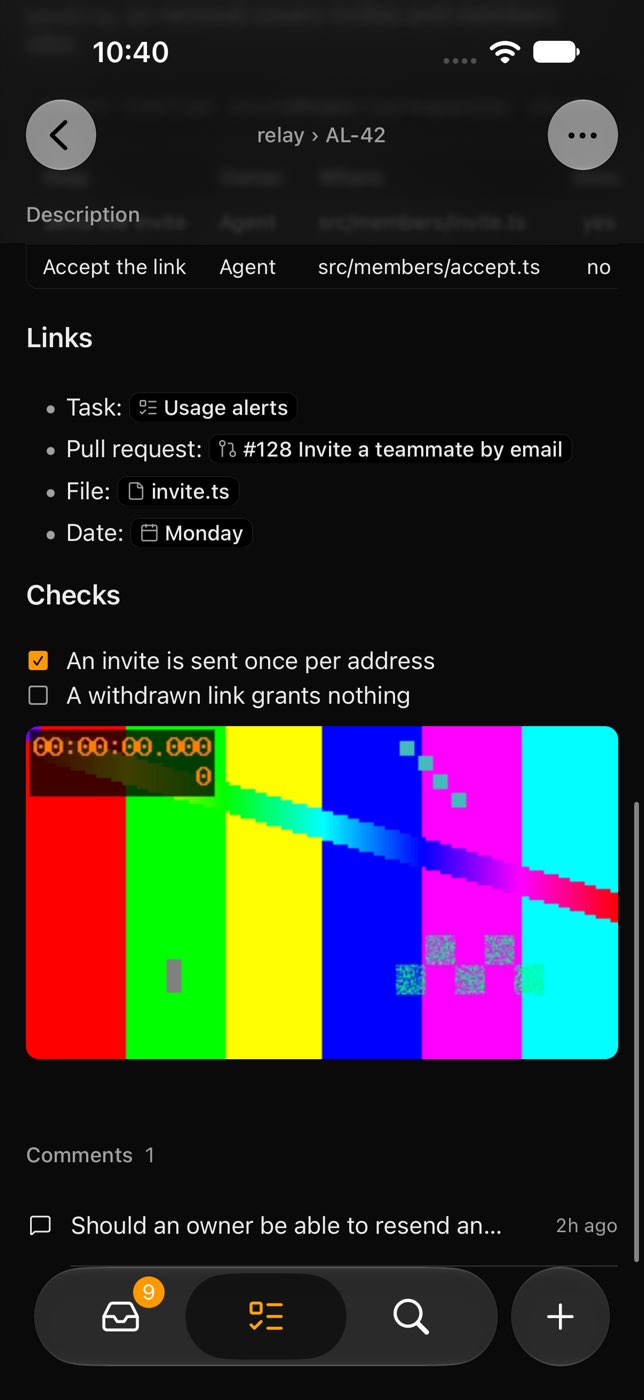 10:40
relay › AL-42
Description
Accept the link Agent src/members/accept.ts no
Links
Task: Usage alerts
Pull request: #128 Invite a teammate by email
File: invite.ts
Date: Monday
Checks
An invite is sent once per address
A withdrawn link grants nothing
00:00:00.000
0
Comments 1
Should an owner be able to resend an... 2h ago
9